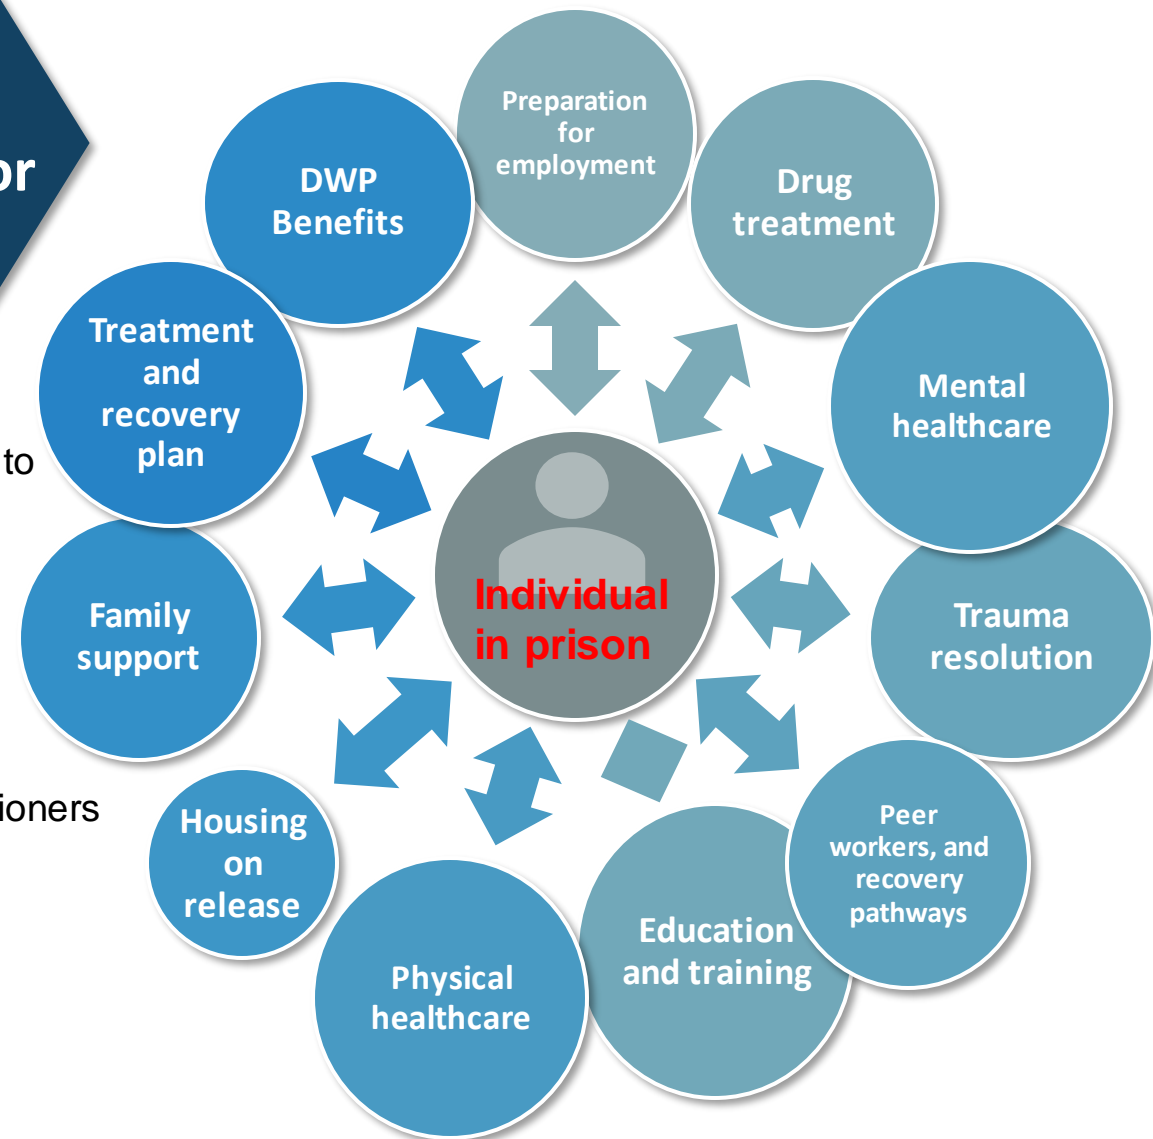 or
to
ioners
Preparation
for
employment
Drug
treatment
Mental
healthcare
Trauma
resolution
Peer
workers, and
recovery
pathways
Education
and training
Physical
healthcare
Housing
on
release
Family
support
Treatment
and
recovery
plan
DWP
Benefits
Individual
in prison